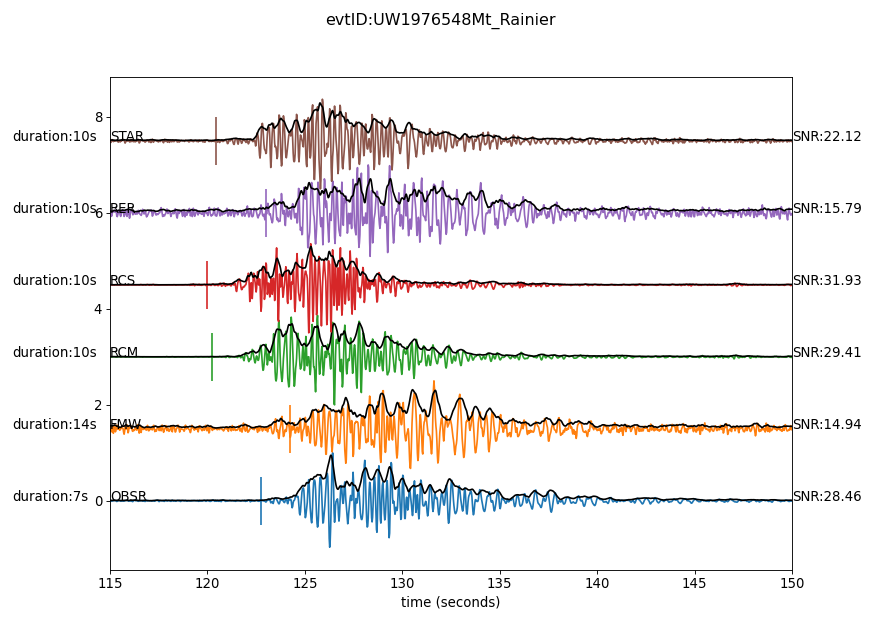 evtID:UW1976548Mt_Rainier
8
duration:10s STAR SNR:22.12
duration:10s RER SNR:15.79
6
duration:10s RCS SNR:31.93
4
duration:10s RCM SNR:29.41
2
duration:14s FMW SNR:14.94
duration:7s OBSR SNR:28.46
0
115 120 125 130 135 140 145 150
time (seconds)